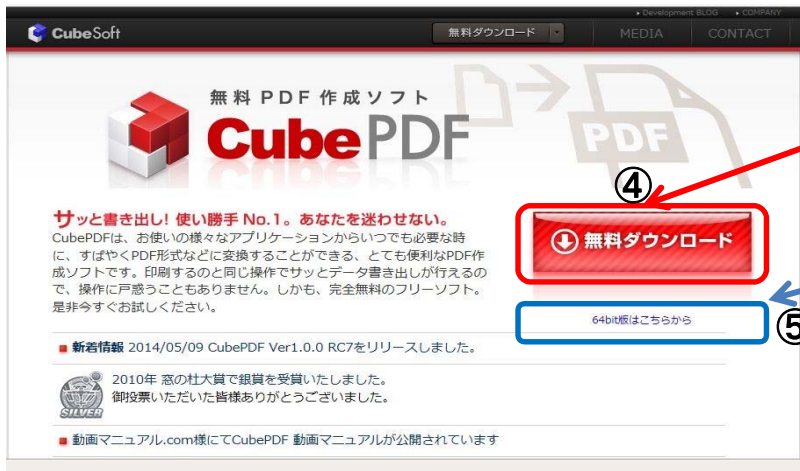 ▸ Development BLOG ▸ COMPANY
CubeSoft 無料ダウンロード MEDIA CONTACT
無料 PDF 作成ソフト
CubePDF
PDF
④
サッと書き出し! 使い勝手 No.1。あなたを迷わせない。
CubePDFは、お使いの様々なアプリケーションからいつでも必要な時
に、すばやくPDF形式などに変換することができる、とても便利なPDF作
成ソフトです。印刷するのと同じ操作でサッとデータ書き出しが行えるの
で、操作に戸惑うこともありません。しかも、完全無料のフリーソフト。
是非今すぐお試しください。
無料ダウンロード
64bit版はこちらから
⑤
新着情報 2014/05/09 CubePDF Ver1.0.0 RC7をリリースしました。
2010年 窓の杜大賞で銀賞を受賞いたしました。
御投票いただいた皆様ありがとうございました。
SILVER
動画マニュアル.com様にてCubePDF 動画マニュアルが公開されています